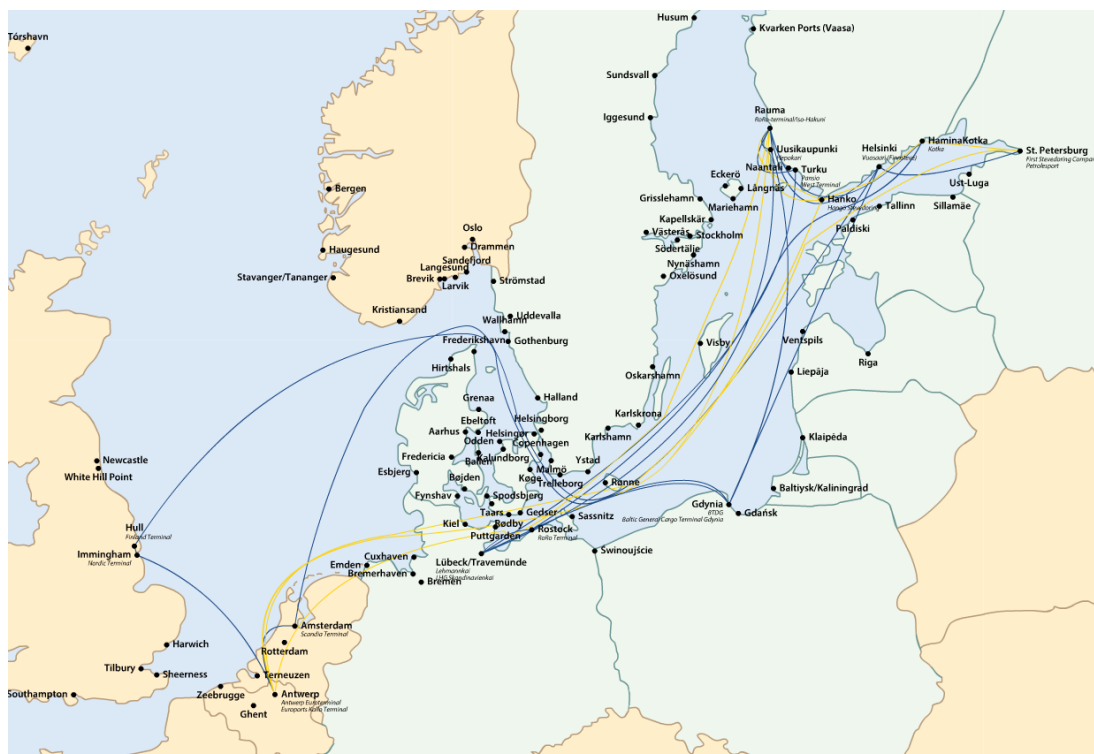 Tórshavn
Husum
Kvarken Ports (Vaasa)
Sundsvall
Iggesund
Rauma
RoRo-terminal/Iso-Hakuni
Uusikaupunki
Hepokari
Naantali
Turku
Pansio
West Terminal
Helsinki
Vuosaari (Finnsteve)
HaminaKotka
Kotka
St. Petersburg
First Stevedoring Compan
Petrolesport
Ust-Luga
Sillamäe
Tallinn
Paldiski
Hanko
Hangö Stevedoring
Eckerö
Långnäs
Mariehamn
Grisslehamn
Kapellskär
Västerås
Stockholm
Södertälje
Nynäshamn
Oxelösund
Bergen
Haugesund
Stavanger/Tananger
Oslo
Drammen
Sandefjord
Langesund
Brevik
Larvik
Kristiansand
Strömstad
Uddevalla
Wallhamn
Gothenburg
Frederikshavn
Hirtshals
Visby
Ventspils
Riga
Liepâja
Oskarshamn
Grenaa
Halland
Ebeltoft
Helsingborg
Aarhus
Helsingør
Odden
Copenhagen
Karlskrona
Karlshamn
Klaipéda
Fredericia
Ballen
Kalundborg
Malmö
Ystad
Køge
Trelleborg
Esbjerg
Bøjden
Rønne
Baltiysk/Kaliningrad
Fynshav
Spodsbjerg
Taars
Gedser
Sassnitz
Gdynia
BTDG
Baltic General Cargo Terminal Gdynia
Gdańsk
Kiel
Rødby
Puttgarden
Rostock
RoRo Terminal
Swinoujście
Newcastle
White Hill Point
Hull
Finland Terminal
Immingham
Nordic Terminal
Cuxhaven
Emden
Bremerhaven
Bremen
Lübeck/Travemünde
Lehmannkai
LHG Skandinavienkai
Amsterdam
Scandia Terminal
Rotterdam
Harwich
Tilbury
Sheerness
Southampton
Terneuzen
Zeebrugge
Antwerp
Antwerp Euroterminal
Euroports Kallo Terminal
Ghent